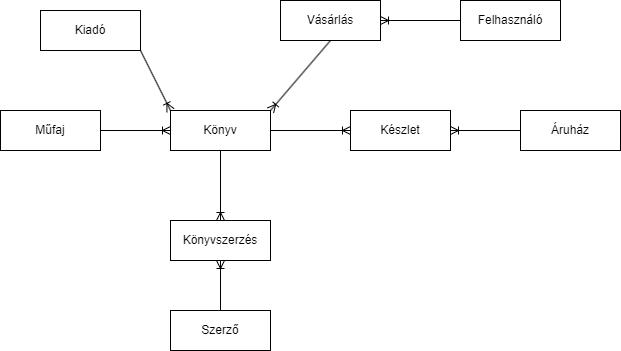 Kiadó
Vásárlás
Felhasználó
Műfaj
Könyv
Készlet
Áruház
Könyvszerzés
Szerző